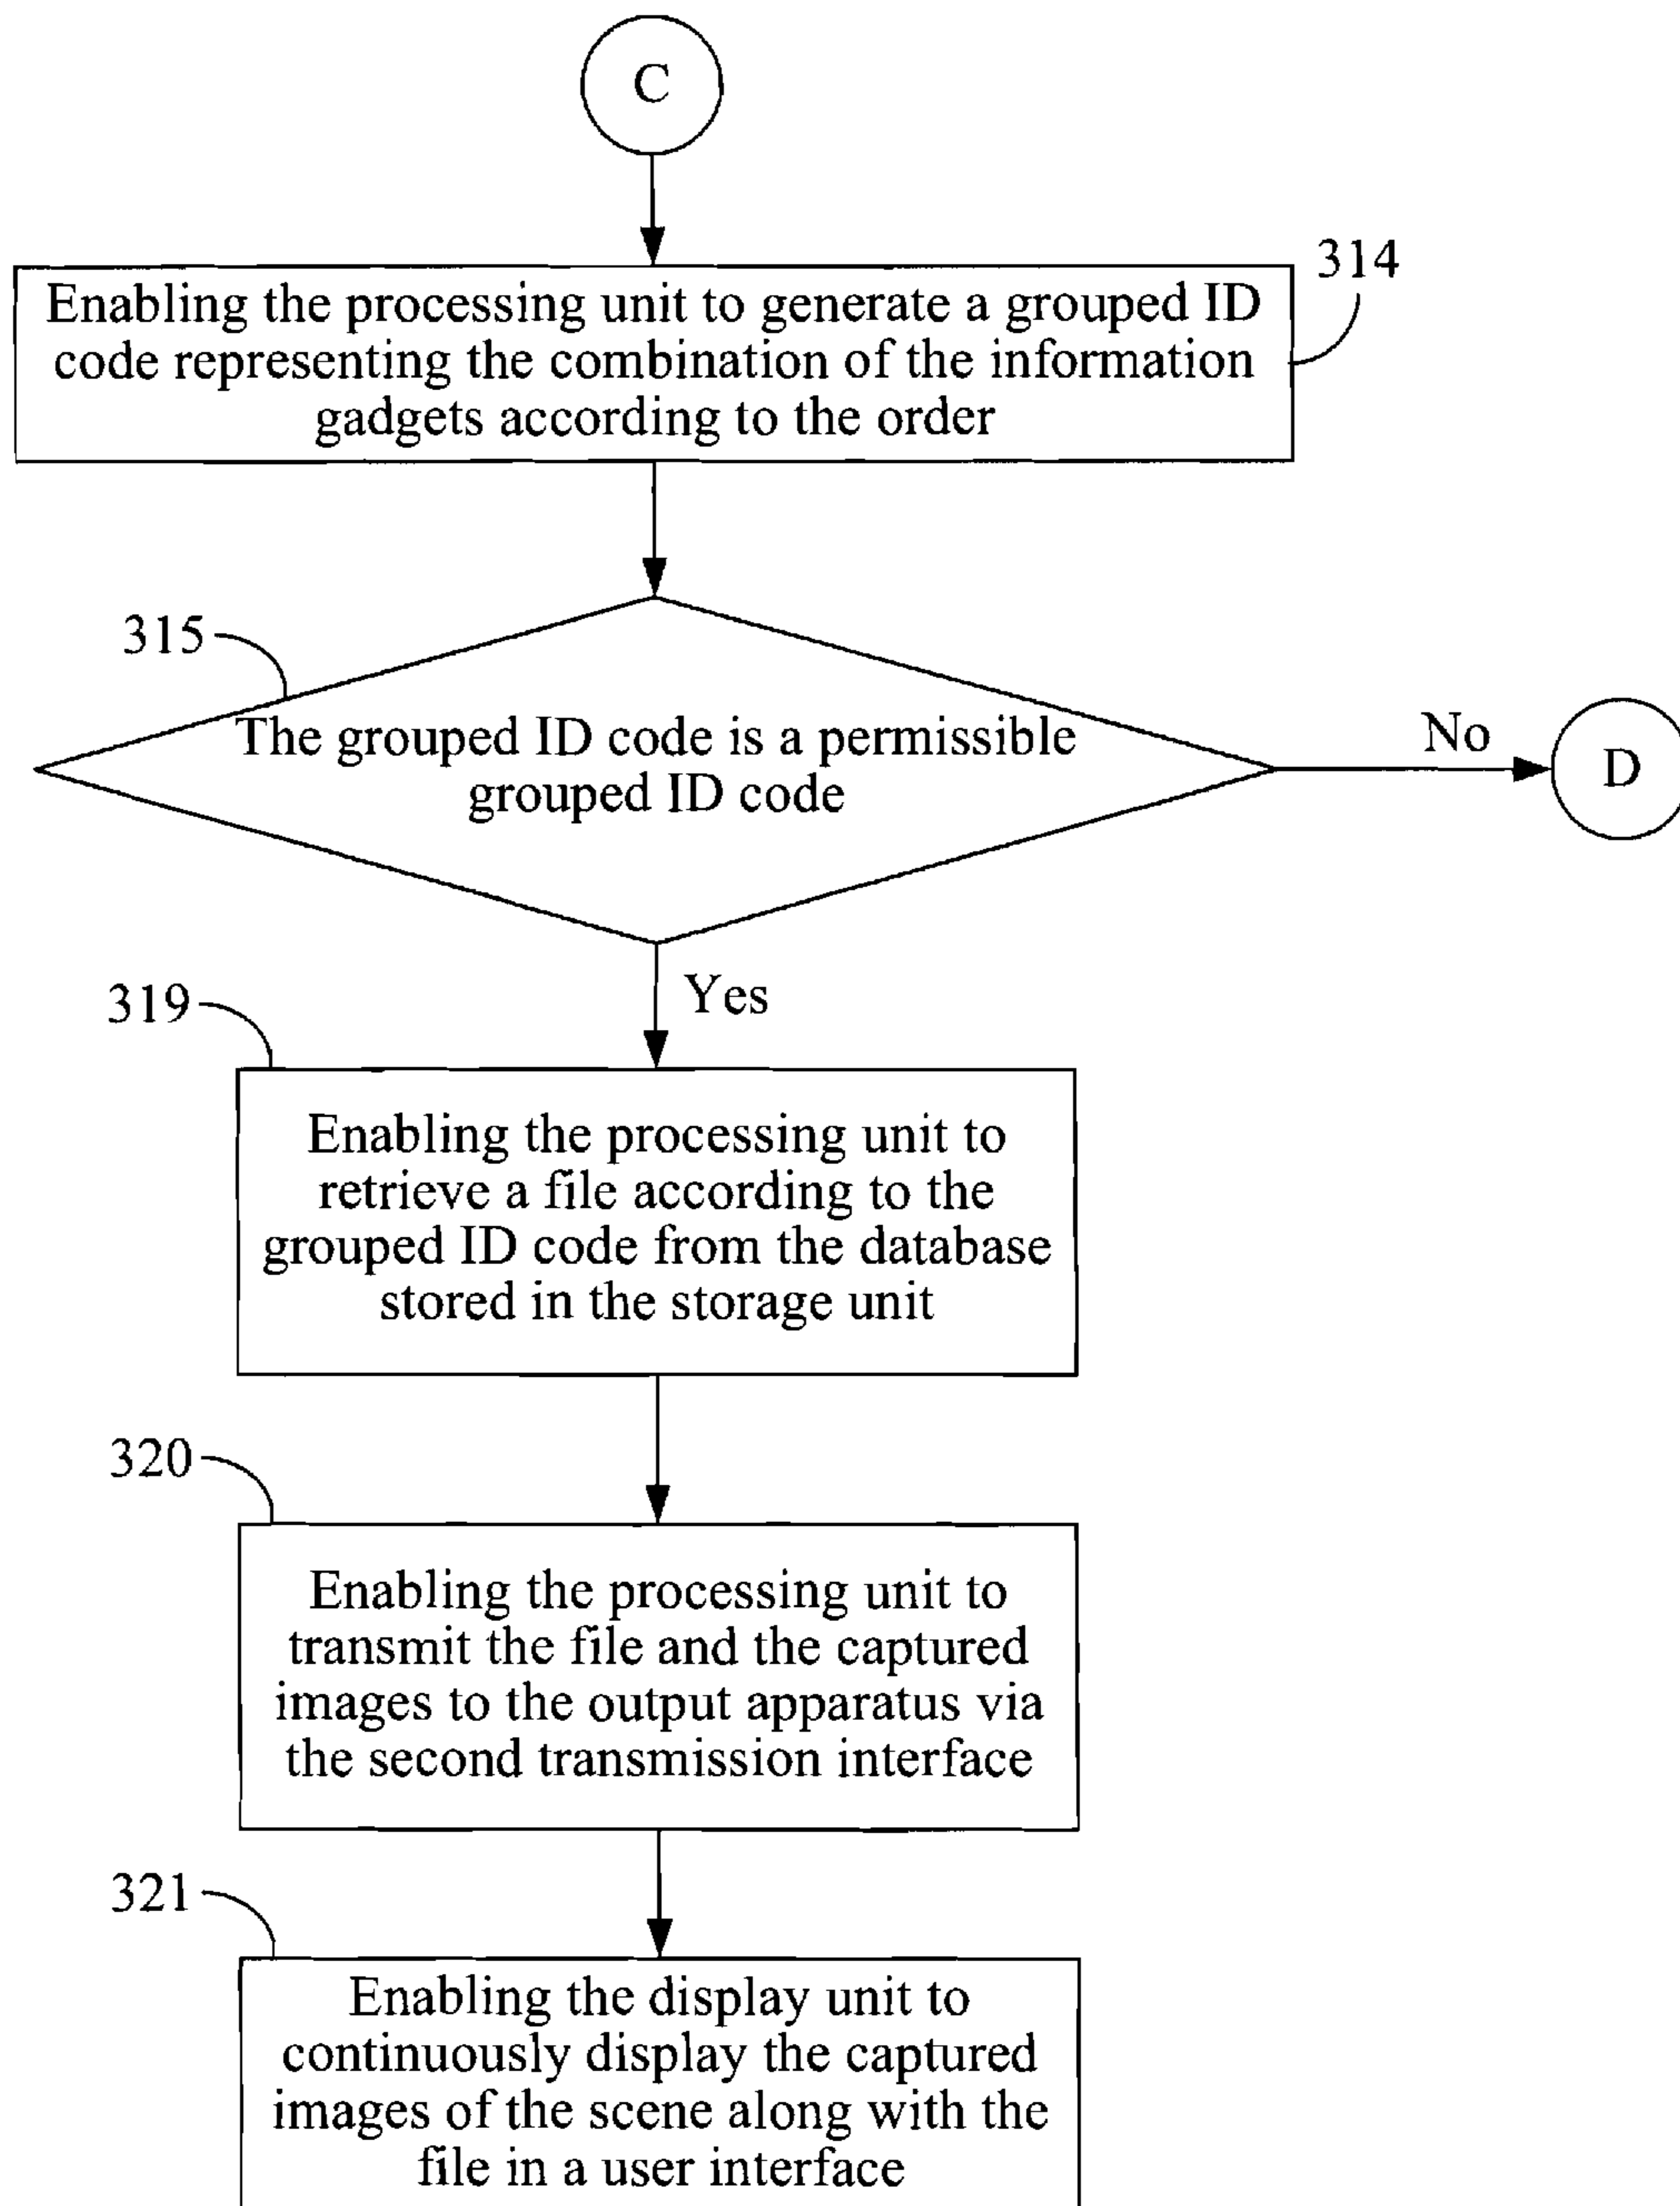 C
314
Enabling the processing unit to generate a grouped ID
code representing the combination of the information
gadgets according to the order
315
The grouped ID code is a permissible
grouped ID code
No
D
Yes
319
Enabling the processing unit to
retrieve a file according to the
grouped ID code from the database
stored in the storage unit
320
Enabling the processing unit to
transmit the file and the captured
images to the output apparatus via
the second transmission interface
321
Enabling the display unit to
continuously display the captured
images of the scene along with the
file in a user interface